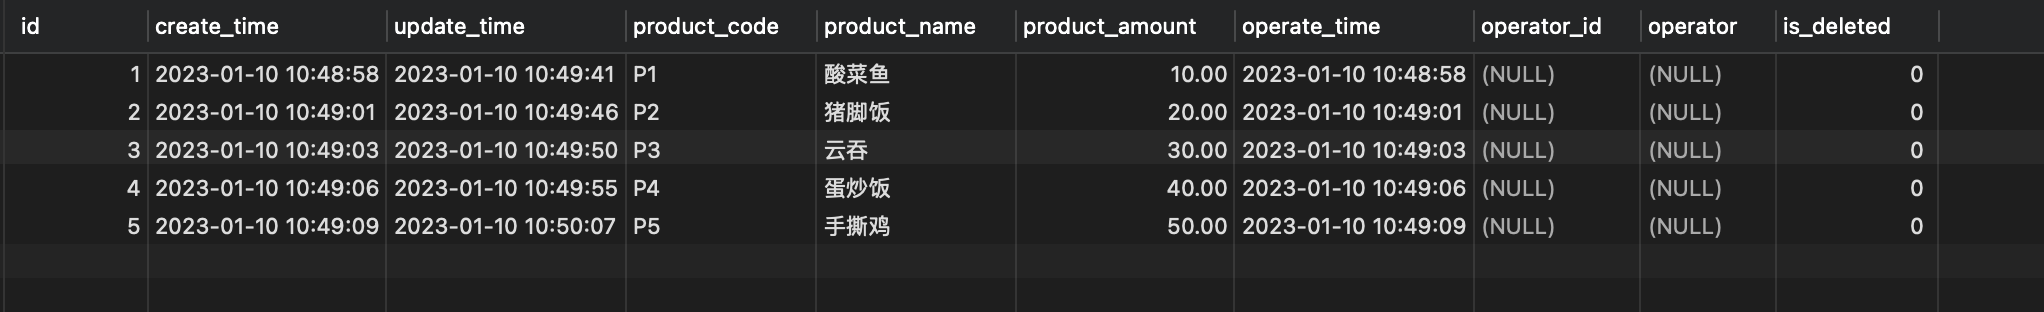 id create_time update_time product_code product_name product_amount operate_time operator_id operator is_deleted
1 2023-01-10 10:48:58 2023-01-10 10:49:41 P1 酸菜鱼 10.00 2023-01-10 10:48:58 (NULL) (NULL) 0
2 2023-01-10 10:49:01 2023-01-10 10:49:46 P2 猪脚饭 20.00 2023-01-10 10:49:01 (NULL) (NULL) 0
3 2023-01-10 10:49:03 2023-01-10 10:49:50 P3 云吞 30.00 2023-01-10 10:49:03 (NULL) (NULL) 0
4 2023-01-10 10:49:06 2023-01-10 10:49:55 P4 蛋炒饭 40.00 2023-01-10 10:49:06 (NULL) (NULL) 0
5 2023-01-10 10:49:09 2023-01-10 10:50:07 P5 手撕鸡 50.00 2023-01-10 10:49:09 (NULL) (NULL) 0